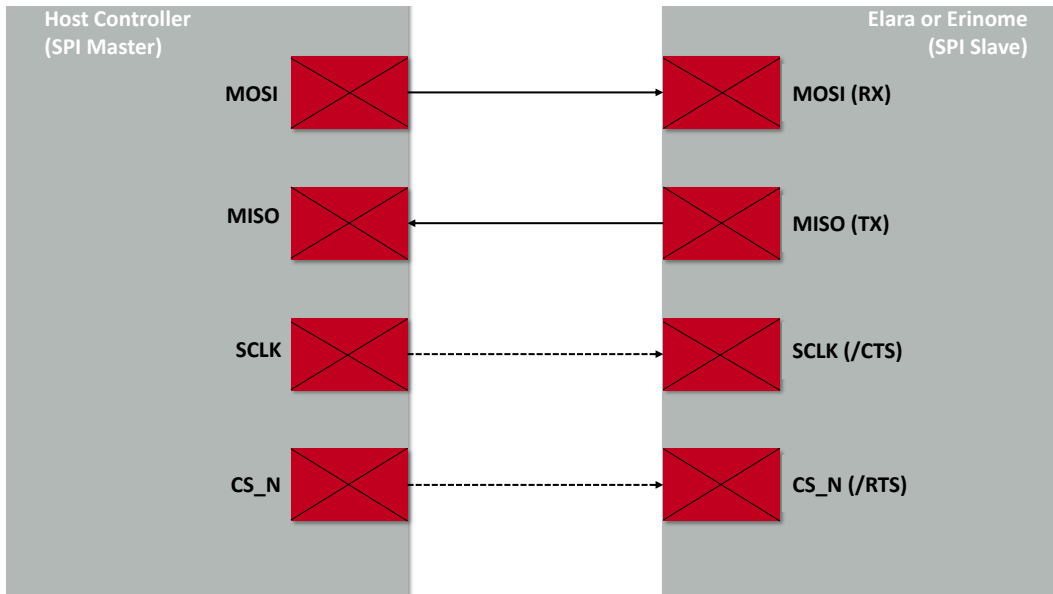 Host Controller
(SPI Master)
Elara or Erinome
(SPI Slave)
MOSI
MOSI (RX)
MISO
MISO (TX)
SCLK
SCLK (/CTS)
CS_N
CS_N (/RTS)